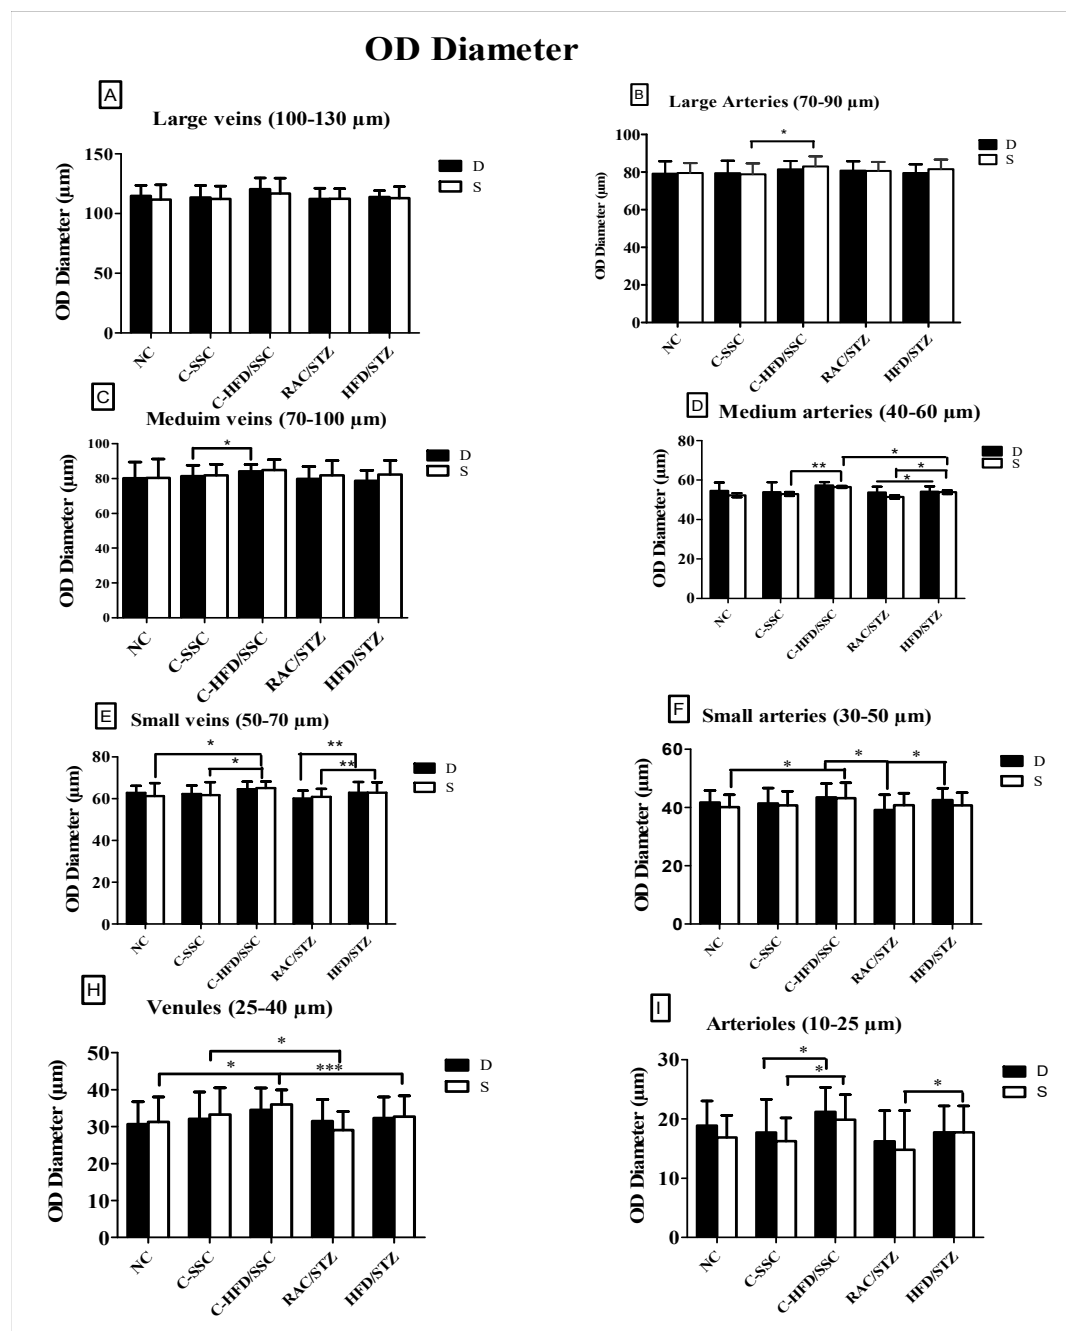 OD Diameter
A
Large veins (100-130 µm)
OD Diameter (µm)
150
100
50
0
D
S
NC
C-SSC
C-HFD/SSC
RAC/STZ
HFD/STZ
B
Large Arteries (70-90 µm)
OD Diameter (µm)
100
80
60
40
20
0
*
D
S
NC
C-SSC
C-HFD/SSC
RAC/STZ
HFD/STZ
C
Meduim veins (70-100 µm)
OD Diameter (µm)
100
80
60
40
20
0
*
D
S
NC
C-SSC
C-HFD/SSC
RAC/STZ
HFD/STZ
D
Medium arteries (40-60 µm)
OD Diameter (µm)
80
60
40
20
0
**
*
*
*
D
S
NC
C-SSC
C-HFD/SSC
RAC/STZ
HFD/STZ
E
Small veins (50-70 µm)
OD Diameter (µm)
80
60
40
20
0
*
*
**
**
D
S
NC
C-SSC
C-HFD/SSC
RAC/STZ
HFD/STZ
F
Small arteries (30-50 µm)
OD Diameter (µm)
60
40
20
0
*
*
*
D
S
NC
C-SSC
C-HFD/SSC
RAC/STZ
HFD/STZ
H
Venules (25-40 µm)
OD Diameter (µm)
50
40
30
20
10
0
*
*
***
D
S
NC
C-SSC
C-HFD/SSC
RAC/STZ
HFD/STZ
I
Arterioles (10-25 µm)
OD Diameter (µm)
30
20
10
0
*
*
*
D
S
NC
C-SSC
C-HFD/SSC
RAC/STZ
HFD/STZ